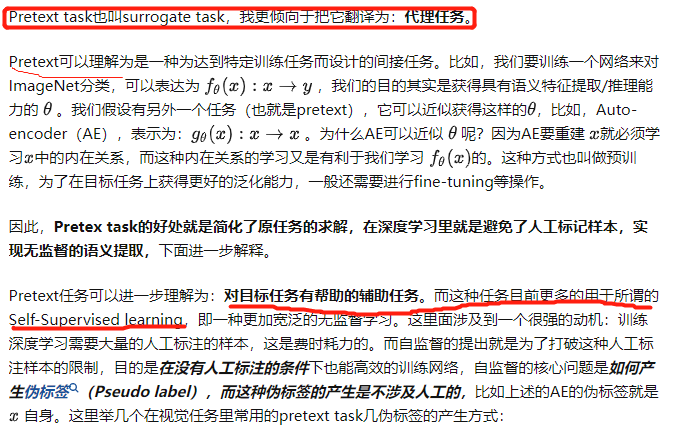 Pretext task也叫surrogate task，我更倾向于把它翻译为：代理任务。
Pretext可以理解为是一种为达到特定训练任务而设计的间接任务。比如，我们要训练一个网络来对
ImageNet分类，可以表达为 fθ(x) : x → y ，我们的目的其实是获得具有语义特征提取/推理能
力的 θ 。我们假设有另外一个任务（也就是pretext），它可以近似获得这样的θ，比如，Auto-
encoder（AE），表示为：gθ(x) : x → x 。为什么AE可以近似 θ 呢？因为AE要重建 x就必须学
习x中的内在关系，而这种内在关系的学习又是有利于我们学习 fθ(x)的。这种方式也叫做预训
练，为了在目标任务上获得更好的泛化能力，一般还需要进行fine-tuning等操作。
因此，Pretex task的好处就是简化了原任务的求解，在深度学习里就是避免了人工标记样本，实
现无监督的语义提取，下面进一步解释。
Pretext任务可以进一步理解为：对目标任务有帮助的辅助任务。而这种任务目前更多的用于所谓的
Self-Supervised learning，即一种更加宽泛的无监督学习。这里面涉及到一个很强的动机：训练
深度学习需要大量的人工标注的样本，这是费时耗力的。而自监督的提出就是为了打破这种人工标
注样本的限制，目的是在没有人工标注的条件下也能高效的训练网络，自监督的核心问题是如何产
生伪标签（Pseudo label），而这种伪标签的产生是不涉及人工的，比如上述的AE的伪标签就是
x 自身。这里举几个在视觉任务里常用的pretext task几伪标签的产生方式：